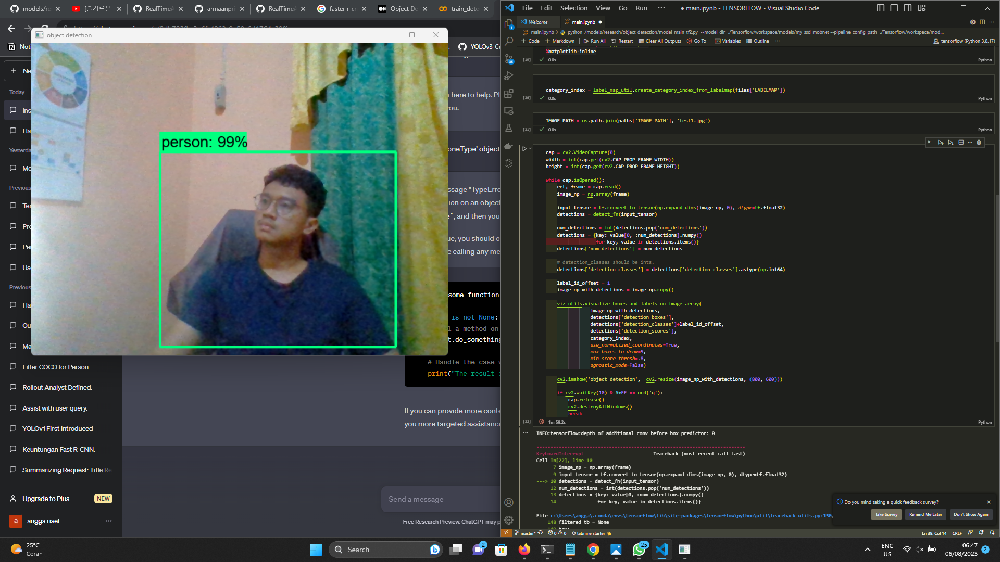 models/re
[슬기로운
RealTimeA
armaanpri
RealTimeA
faster r-cn
Object De
train_dete
object detection
YOLOv3-Cu
person: 99%
Today
Ins
Ha
Yesterda
Mo
Previous
Ter
Pre
Per
Use
Previous
Ha
Ou
Ma
Filter COCO for Person.
Rollout Analyst Defined.
Assist with user query.
YOLOv1 First Introduced
Keuntungan Fast R-CNN.
Summarizing Request: Title Re
Upgrade to Plus
NEW
angga riset
here to help. Pl
ou.
oneType' object
ssage "TypeErro
ion on an object
e`, and then you
ue, you should c
e calling any me
some_function
is not None:
l a method on
t.do_something
# Handle the case w
print("The result i
If you can provide more conte
you more targeted assistance
Send a message
Free Research Preview. ChatGPT may p
File Edit Selection View Go Run ···
● main.ipynb - TENSORFLOW - Visual Studio Code
Welcome
main.ipynb ●
main.ipynb > python ./models/research/object_detection/model_main_tf2.py --model_dir=./Tensorflow/workspace/models/my_ssd_mobnet --pipeline_config_path=./Tensorflow/workspace/mod...
+ Code + Markdown Run All Restart Clear All Outputs Go To Variables Outline ···
tensorflow (Python 3.8.17)
%matplotlib inline
[19] 0.0s Python
category_index = label_map_util.create_category_index_from_labelmap(files['LABELMAP'])
[20] 0.0s Python
IMAGE_PATH = os.path.join(paths['IMAGE_PATH'], 'test1.jpg')
[21] 0.0s Python
cap = cv2.VideoCapture(0)
width = int(cap.get(cv2.CAP_PROP_FRAME_WIDTH))
height = int(cap.get(cv2.CAP_PROP_FRAME_HEIGHT))
while cap.isOpened():
ret, frame = cap.read()
image_np = np.array(frame)
input_tensor = tf.convert_to_tensor(np.expand_dims(image_np, 0), dtype=tf.float32)
detections = detect_fn(input_tensor)
num_detections = int(detections.pop('num_detections'))
detections = {key: value[0, :num_detections].numpy()
for key, value in detections.items()}
detections['num_detections'] = num_detections
# detection_classes should be ints.
detections['detection_classes'] = detections['detection_classes'].astype(np.int64)
label_id_offset = 1
image_np_with_detections = image_np.copy()
viz_utils.visualize_boxes_and_labels_on_image_array(
image_np_with_detections,
detections['detection_boxes'],
detections['detection_classes']+label_id_offset,
detections['detection_scores'],
category_index,
use_normalized_coordinates=True,
max_boxes_to_draw=5,
min_score_thresh=.8,
agnostic_mode=False)
cv2.imshow('object detection', cv2.resize(image_np_with_detections, (800, 600)))
if cv2.waitKey(10) & 0xFF == ord('q'):
cap.release()
cv2.destroyAllWindows()
break
[22] 1m 59.2s Python
INFO:tensorflow:depth of additional conv before box predictor: 0
---------------------------------------------------------------------------
KeyboardInterrupt Traceback (most recent call last)
Cell In[22], line 10
7 image_np = np.array(frame)
9 input_tensor = tf.convert_to_tensor(np.expand_dims(image_np, 0), dtype=tf.float32)
---> 10 detections = detect_fn(input_tensor)
12 num_detections = int(detections.pop('num_detections'))
13 detections = {key: value[0, :num_detections].numpy()
14 for key, value in detections.items()}
File c:\Users\angga\.conda\envs\tensorflow\lib\site-packages\tensorflow\python\util\traceback_utils.py:150,
148 filtered_tb = None
149 try:
Do you mind taking a quick feedback survey?
Take Survey
Remind Me Later
Don't Show Again
master* 0 0 tabnine starter
Ln 39, Col 14 CRLF
25°C
Cerah
Search
2
25
ENG
US
06:47
06/08/2023
2